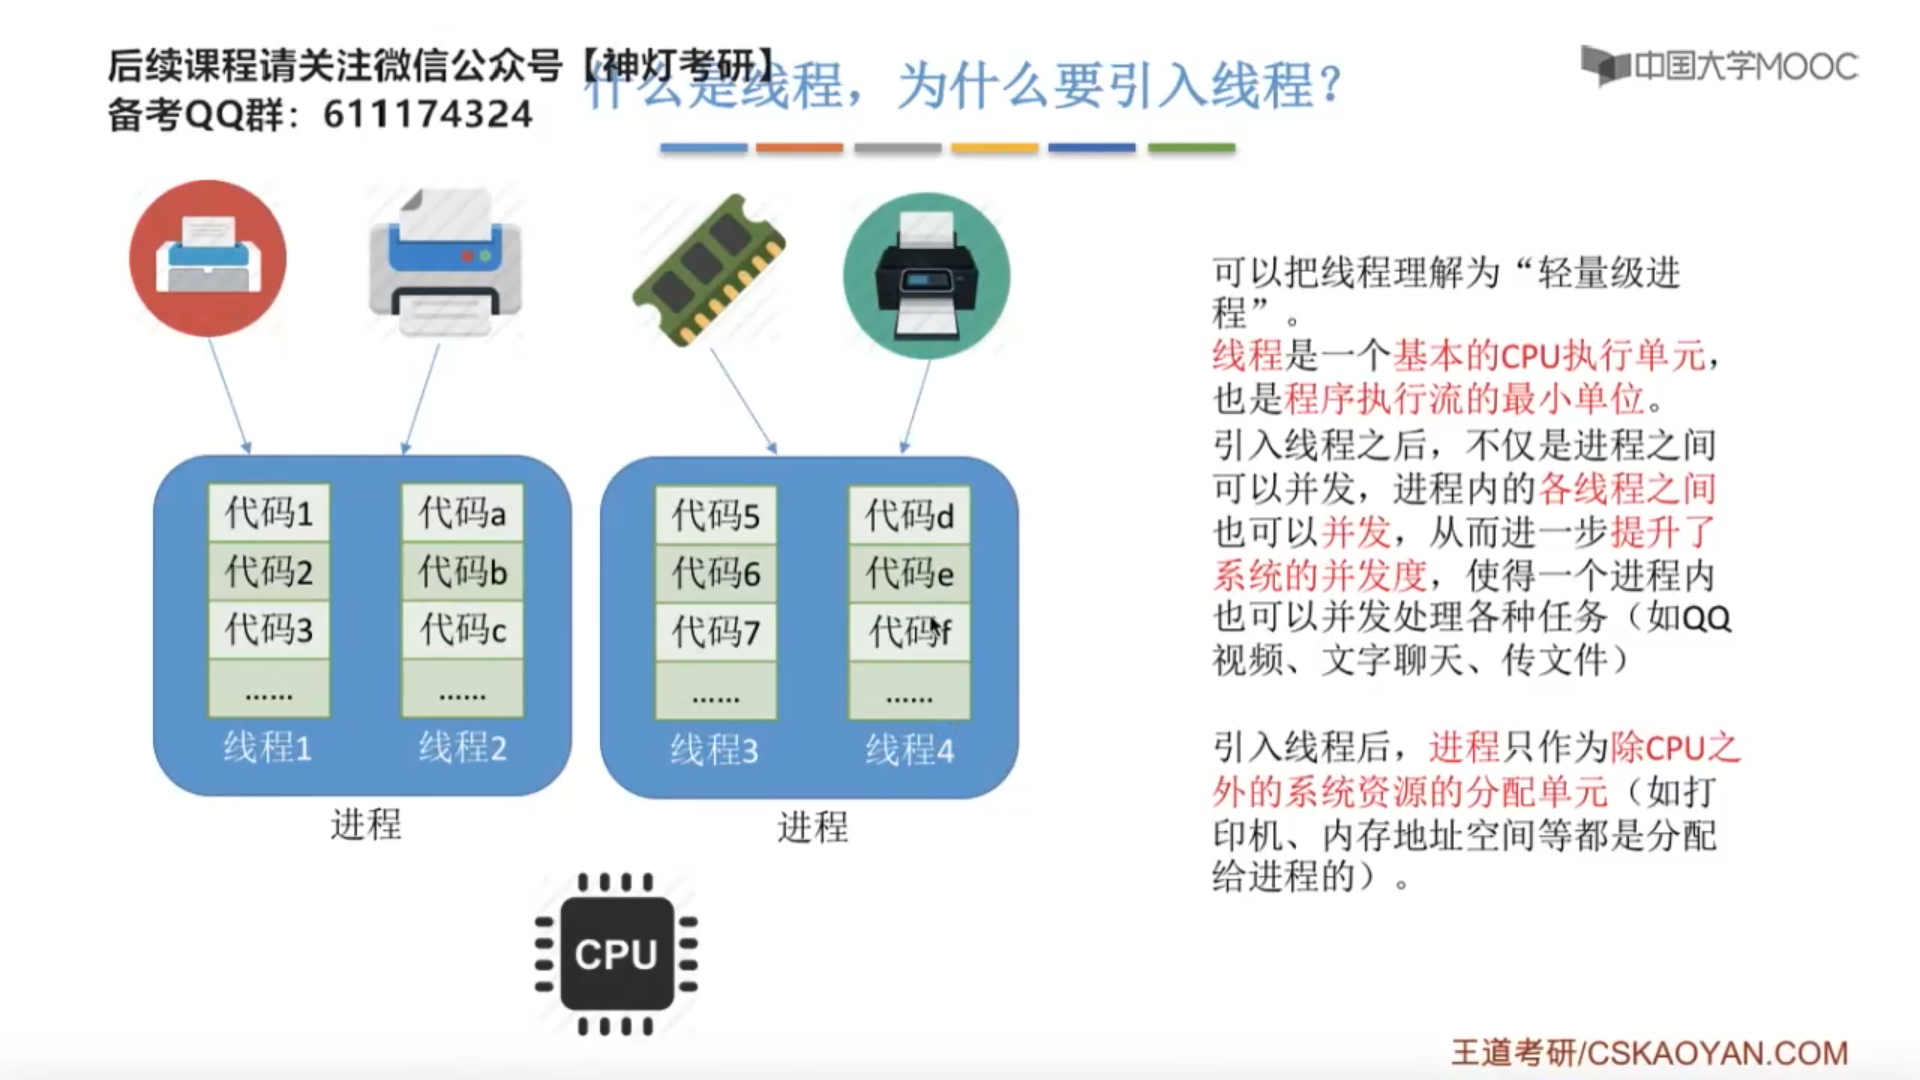 后续课程请关注微信公众号【神灯考研】
备考QQ群：611174324
什么是线程，为什么要引入线程？
中国大学MOOC
可以把线程理解为“轻量级进
程”。
线程是一个基本的CPU执行单元，
也是程序执行流的最小单位。
引入线程之后，不仅是进程之间
可以并发，进程内的各线程之间
也可以并发，从而进一步提升了
系统的并发度，使得一个进程内
也可以并发处理各种任务（如QQ
视频、文字聊天、传文件）
引入线程后，进程只作为除CPU之
外的系统资源的分配单元（如打
印机、内存地址空间等都是分配
给进程的）。
代码1
代码2
代码3
……
线程1
代码a
代码b
代码c
……
线程2
进程
代码5
代码6
代码7
……
线程3
代码d
代码e
代码f
……
线程4
进程
CPU
王道考研/CSKAOYAN.COM